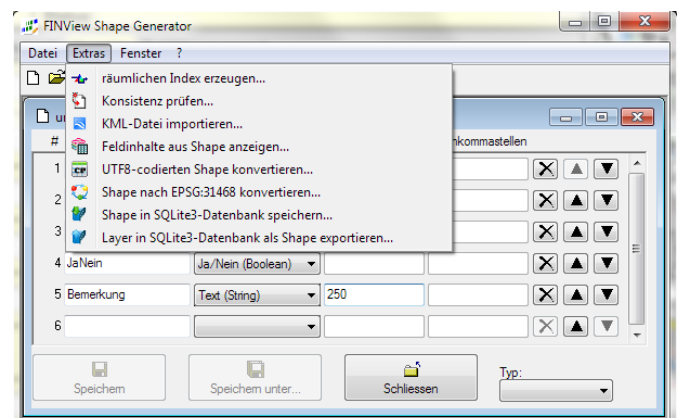 FINView Shape Generator
Datei Extras Fenster ?
räumlichen Index erzeugen...
Konsistenz prüfen...
KML-Datei importieren...
Feldinhalte aus Shape anzeigen...
UTF8-codierten Shape konvertieren...
Shape nach EPSG:31468 konvertieren...
Shape in SQLite3-Datenbank speichern...
Layer in SQLite3-Datenbank als Shape exportieren...
#
1
2
3
4 JaNein Ja/Nein (Boolean)
5 Bemerkung Text (String) 250
6
Speichern Speichern unter... Schliessen Typ: